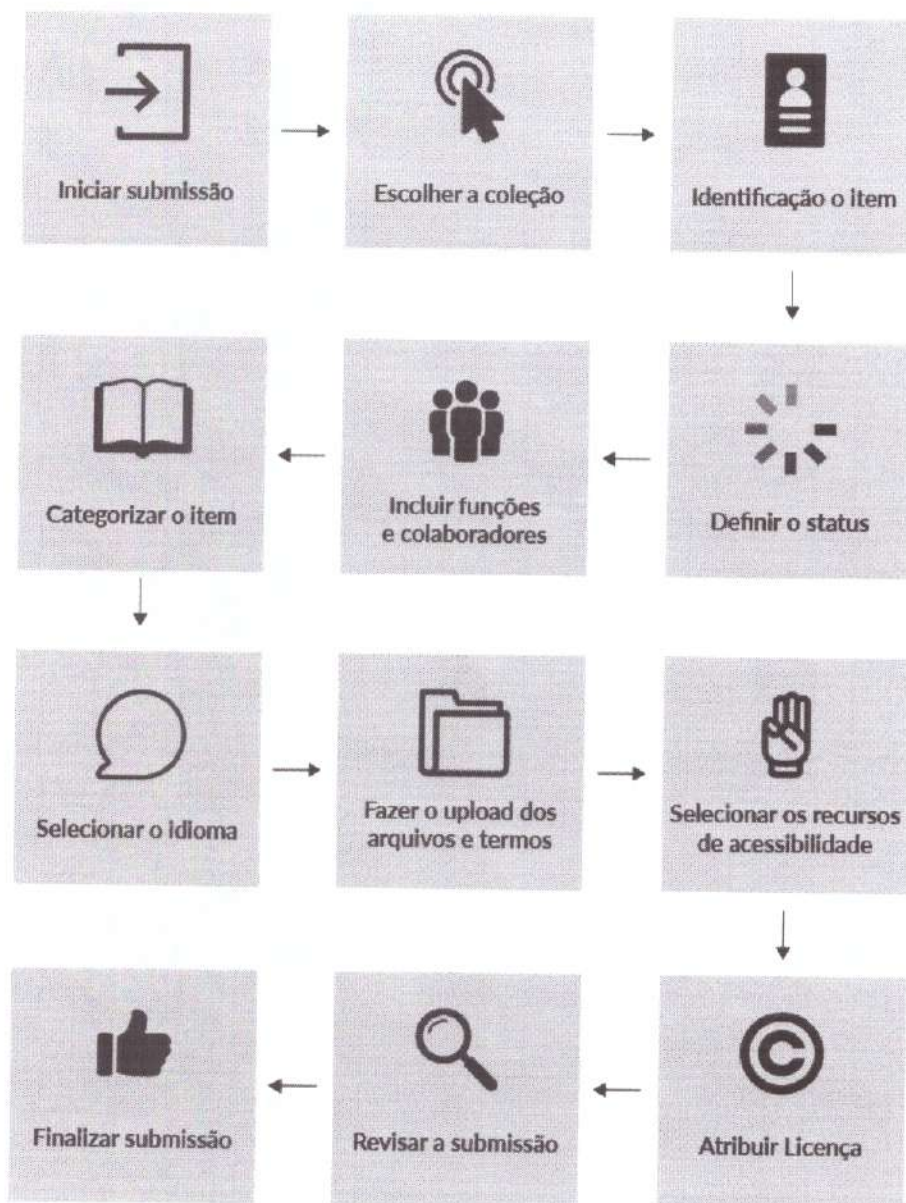 Iniciar submissão
Escolher a coleção
Identificação o item
Definir o status
Incluir funções
e colaboradores
Categorizar o item
Selecionar o idioma
Fazer o upload dos
arquivos e termos
Selecionar os recursos
de acessibilidade
Atribuir Licença
Revisar a submissão
Finalizar submissão